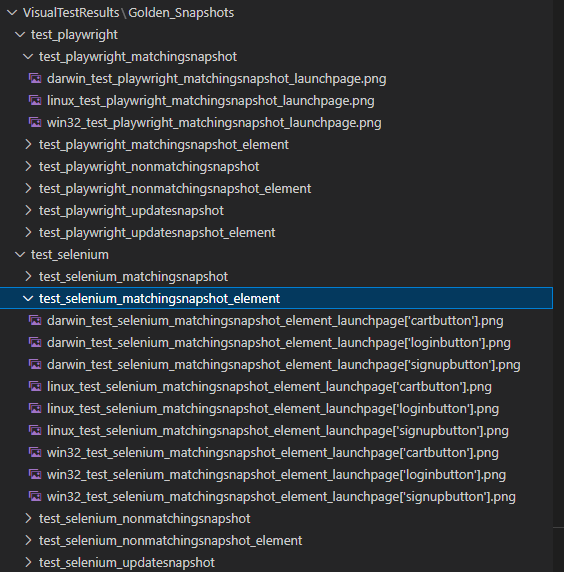 VisualTestResults\Golden_Snapshots
test_playwright
test_playwright_matchingsnapshot
darwin_test_playwright_matchingsnapshot_launchpage.png
linux_test_playwright_matchingsnapshot_launchpage.png
win32_test_playwright_matchingsnapshot_launchpage.png
test_playwright_matchingsnapshot_element
test_playwright_nonmatchingsnapshot
test_playwright_nonmatchingsnapshot_element
test_playwright_updatesnapshot
test_playwright_updatesnapshot_element
test_selenium
test_selenium_matchingsnapshot
test_selenium_matchingsnapshot_element
darwin_test_selenium_matchingsnapshot_element_launchpage['cartbutton'].png
darwin_test_selenium_matchingsnapshot_element_launchpage['loginbutton'].png
darwin_test_selenium_matchingsnapshot_element_launchpage['signupbutton'].png
linux_test_selenium_matchingsnapshot_element_launchpage['cartbutton'].png
linux_test_selenium_matchingsnapshot_element_launchpage['loginbutton'].png
linux_test_selenium_matchingsnapshot_element_launchpage['signupbutton'].png
win32_test_selenium_matchingsnapshot_element_launchpage['cartbutton'].png
win32_test_selenium_matchingsnapshot_element_launchpage['loginbutton'].png
win32_test_selenium_matchingsnapshot_element_launchpage['signupbutton'].png
test_selenium_nonmatchingsnapshot
test_selenium_nonmatchingsnapshot_element
test_selenium_updatesnapshot